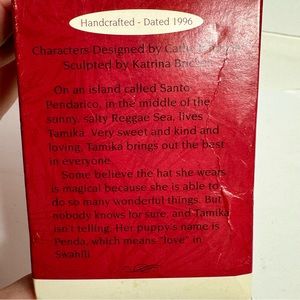 Handcrafted - Dated 1996
Characters Designed by
Sculpted by Katrina
On an island called Santo
Pendarico, in the middle of the
sunny, salty Reggae Sea, lives
Tamika. Very sweet and kind and
loving, Tamika brings out the best
in everyone.
Some believe the hat she wears
is magical because she is able to
do so many wonderful things. But
nobody knows for sure, and Tamika
isn't telling. Her puppy's name is
Penda, which means "love" in
Swahili.